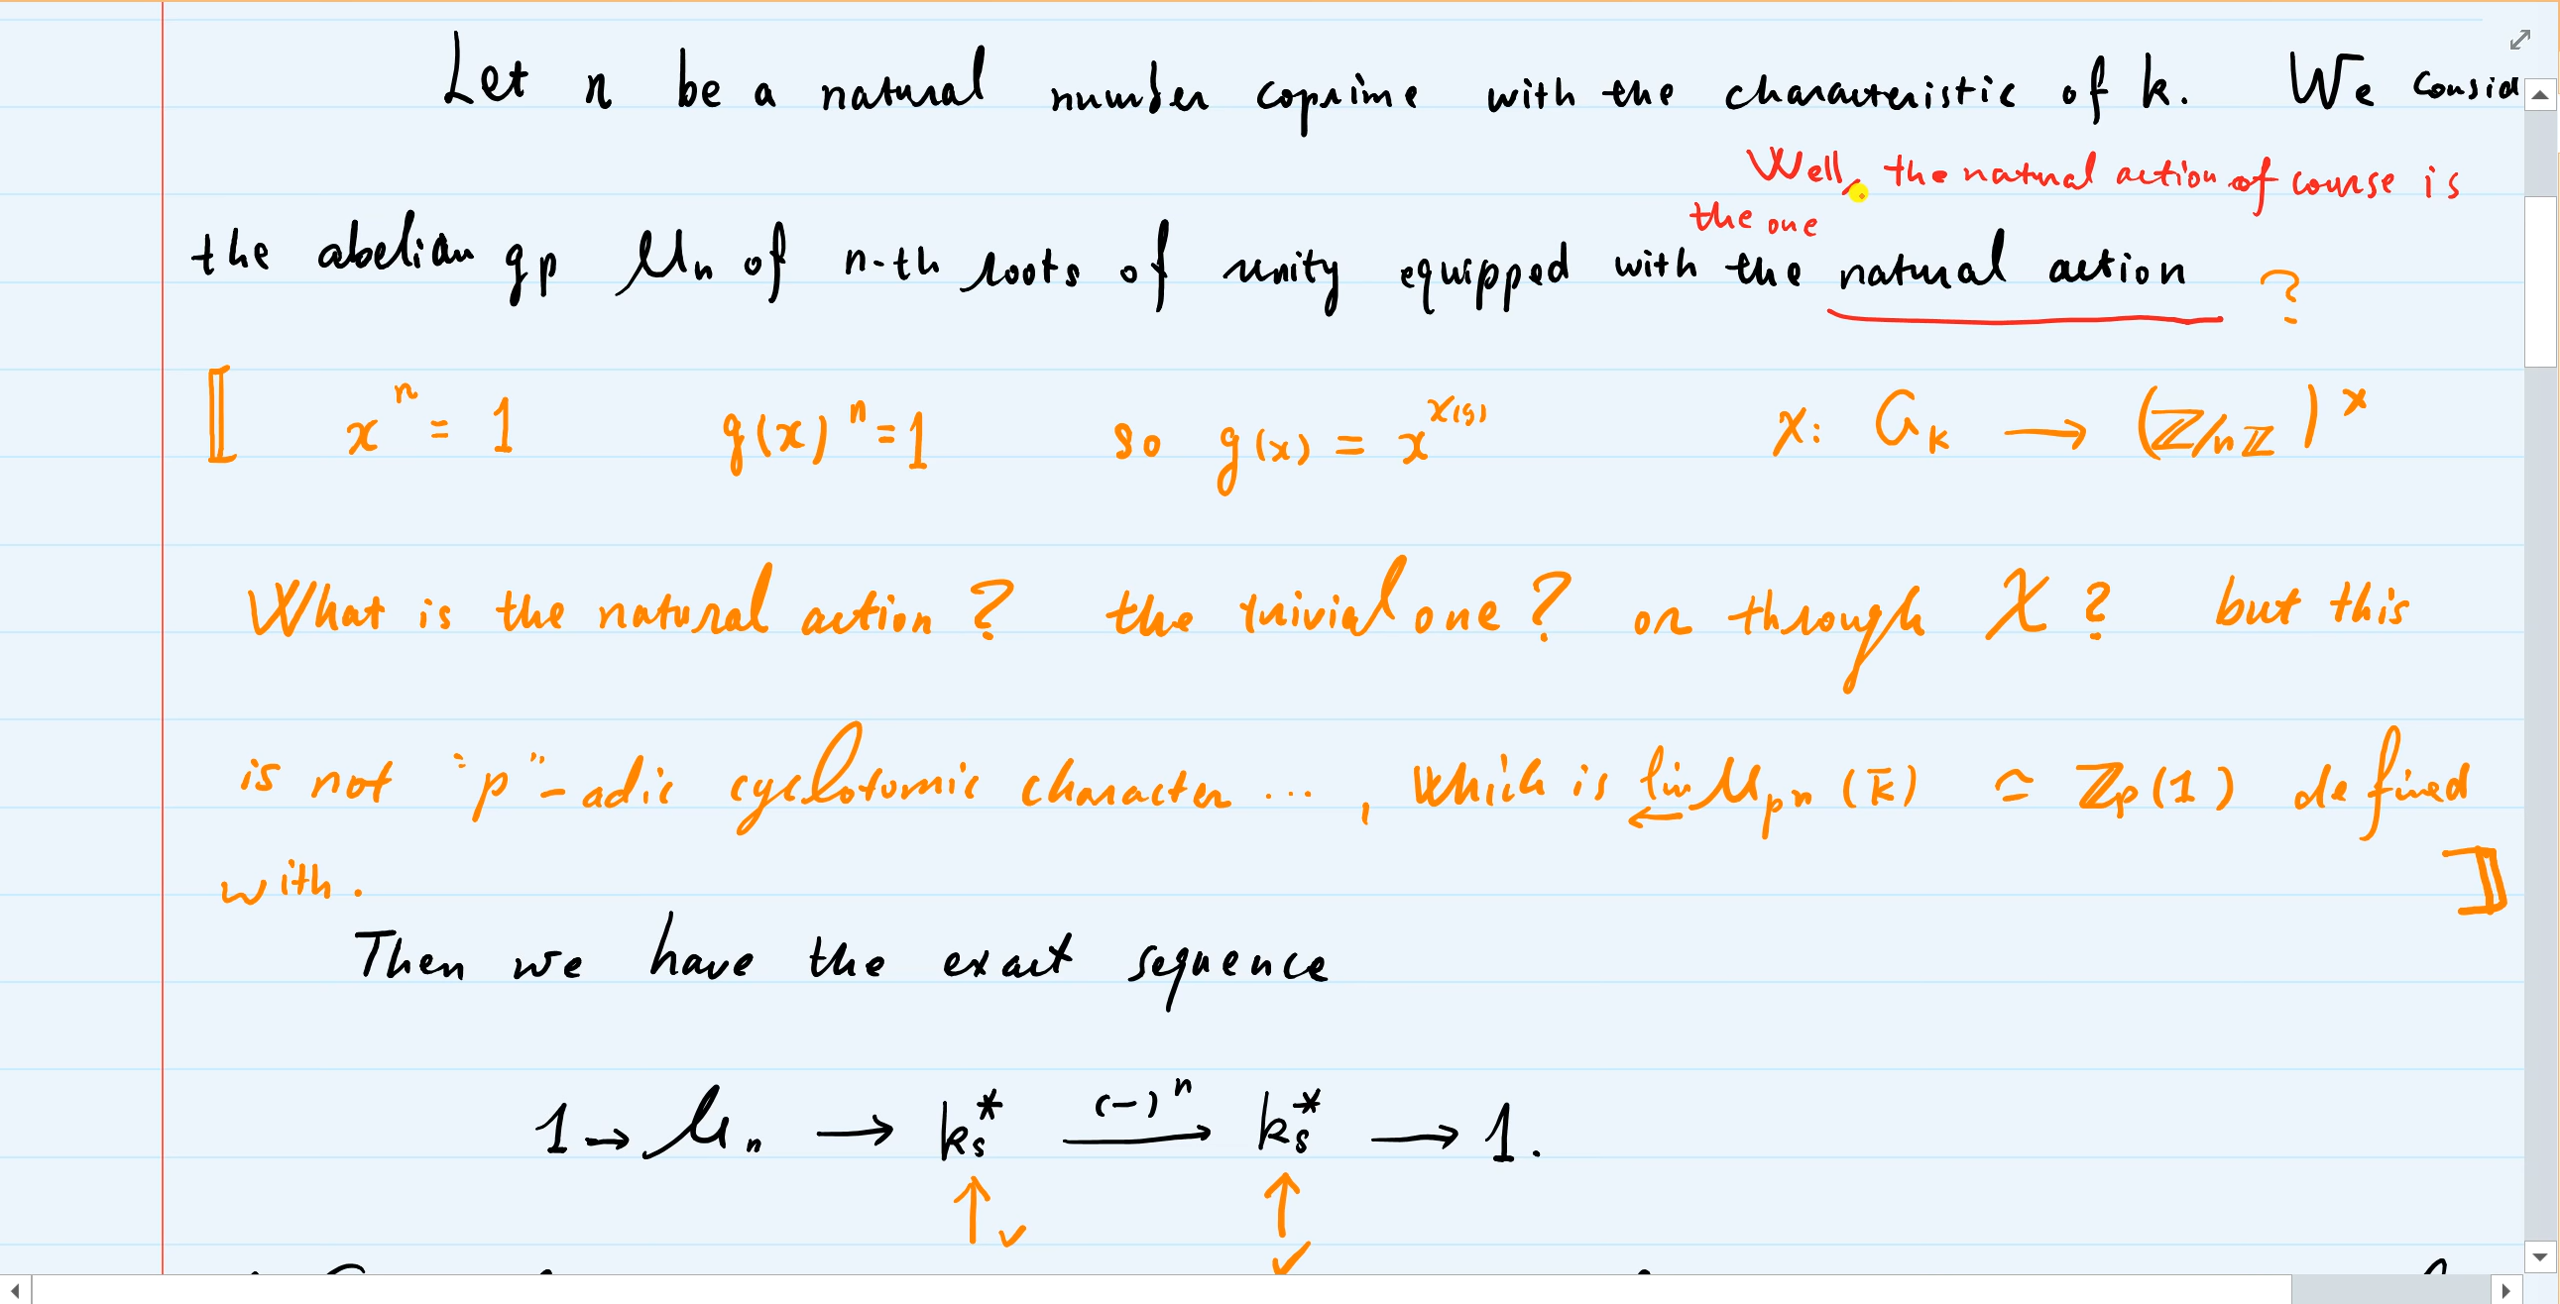 Let n be a natural number coprime with the characteristic of k. We consid
Well, the natural action of course is
the one
the abelian gp μn of n-th roots of unity equipped with the natural action ?
⟦ xⁿ = 1 g(x)ⁿ = 1 so g(x) = x^χ(g) χ: G_k → (ℤ/nℤ)^×
What is the natural action ? the trivial one ? or through χ ? but this
is not "p"-adic cyclotomic character ... , which is lim← μ_pn (k̄) ≃ ℤp(1) defined
with. ⟧
Then we have the exact sequence
1 → μn → ks* (-)ⁿ→ ks* → 1.